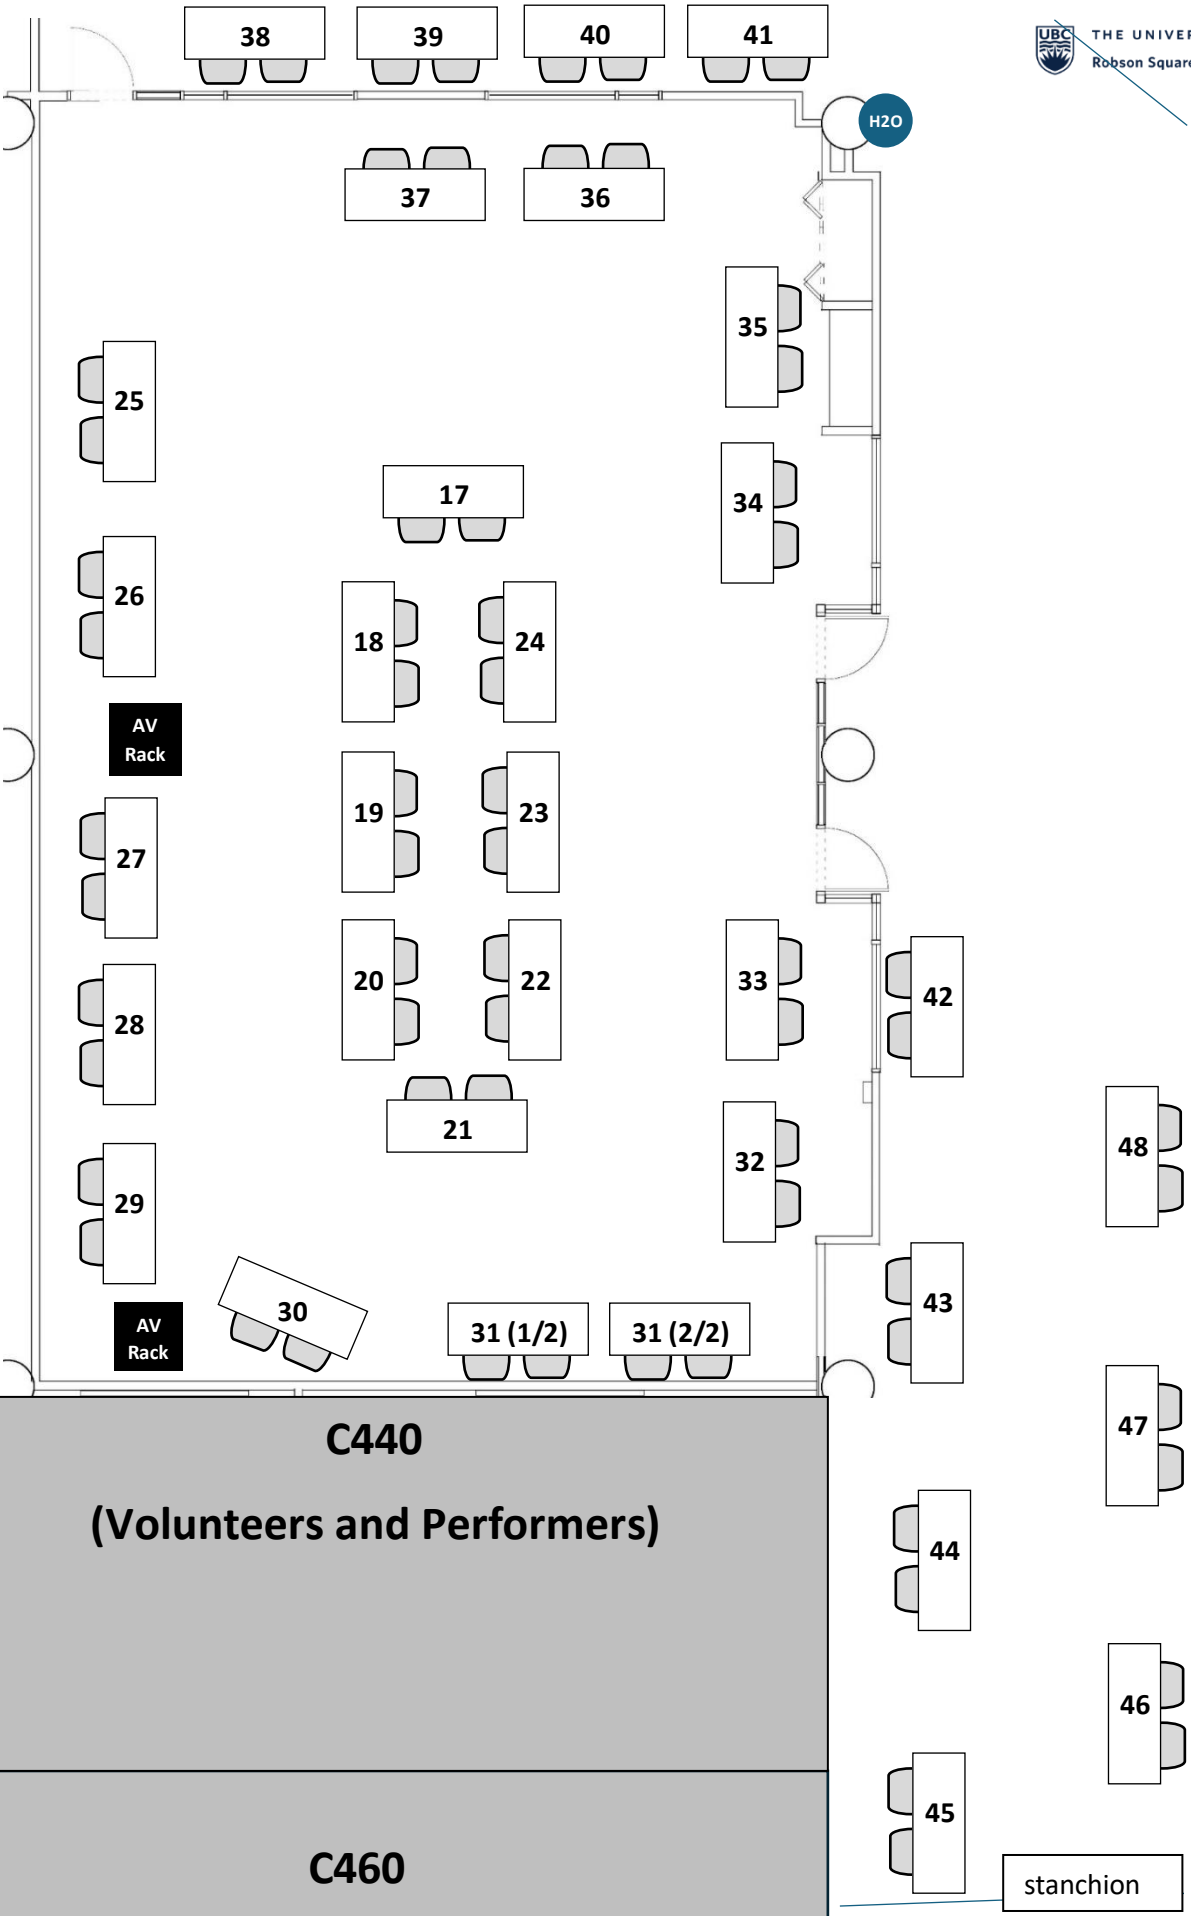 38
39
40
41
UBC
THE UNIVER
Robson Square
H2O
37
36
35
25
17
34
26
18
24
AV
Rack
19
23
27
20
22
33
42
28
21
32
48
29
43
30
31 (1/2)
31 (2/2)
AV
Rack
C440
47
(Volunteers and Performers)
44
46
45
C460
stanchion